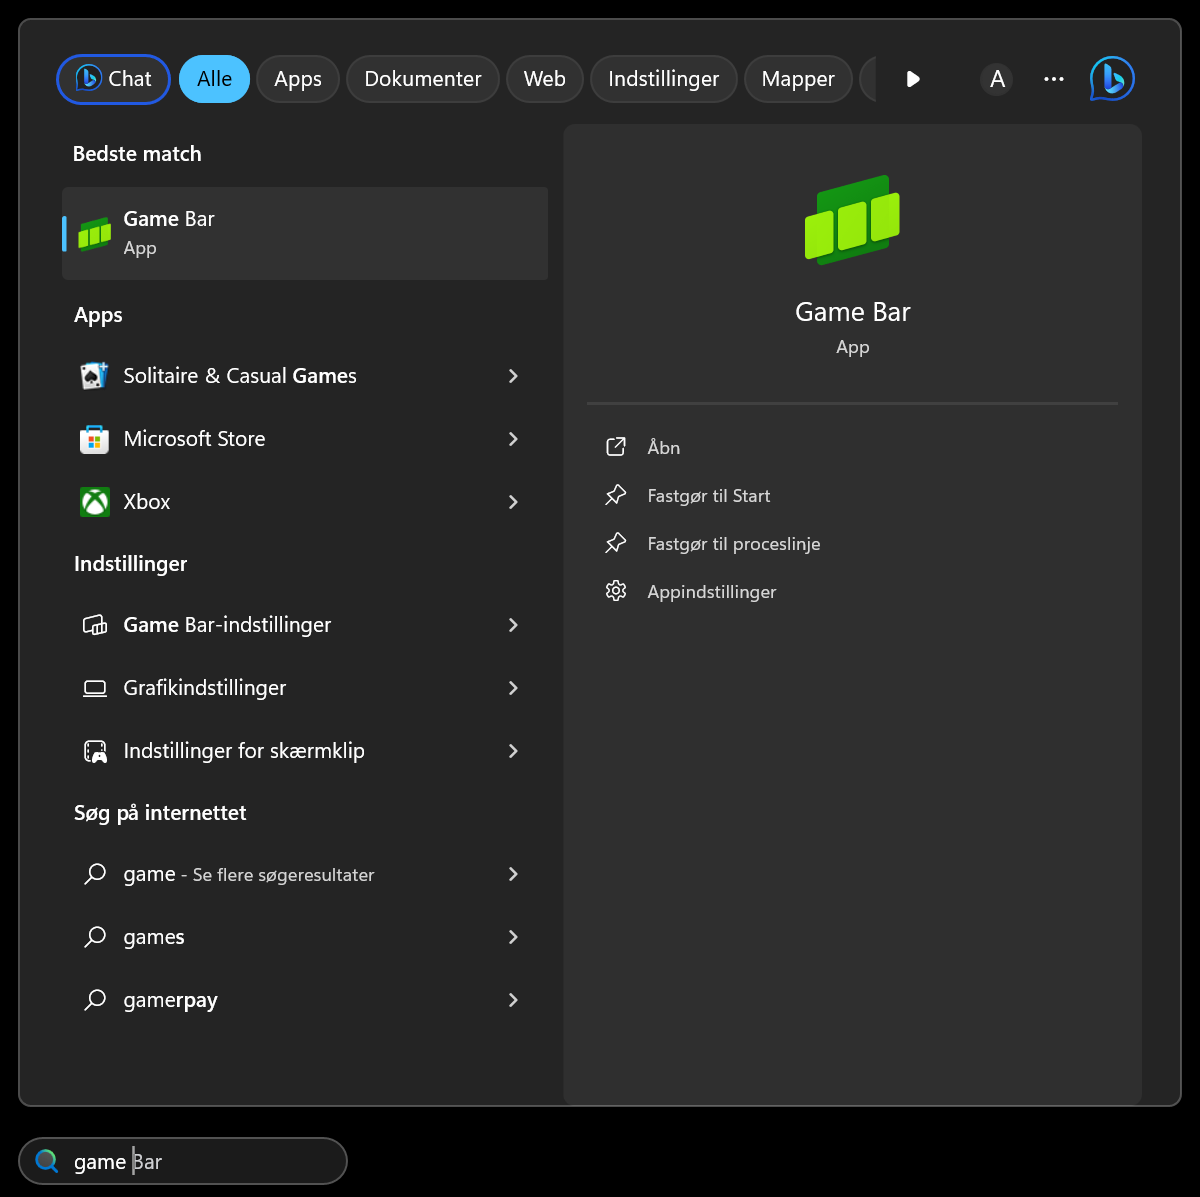 Chat
Alle
Apps
Dokumenter
Web
Indstillinger
Mapper
A
Bedste match
Game Bar
App
Apps
Solitaire & Casual Games
Microsoft Store
Xbox
Indstillinger
Game Bar-indstillinger
Grafikindstillinger
Indstillinger for skærmklip
Søg på internettet
game - Se flere søgeresultater
games
gamerpay
Game Bar
App
Åbn
Fastgør til Start
Fastgør til proceslinje
Appindstillinger
game Bar